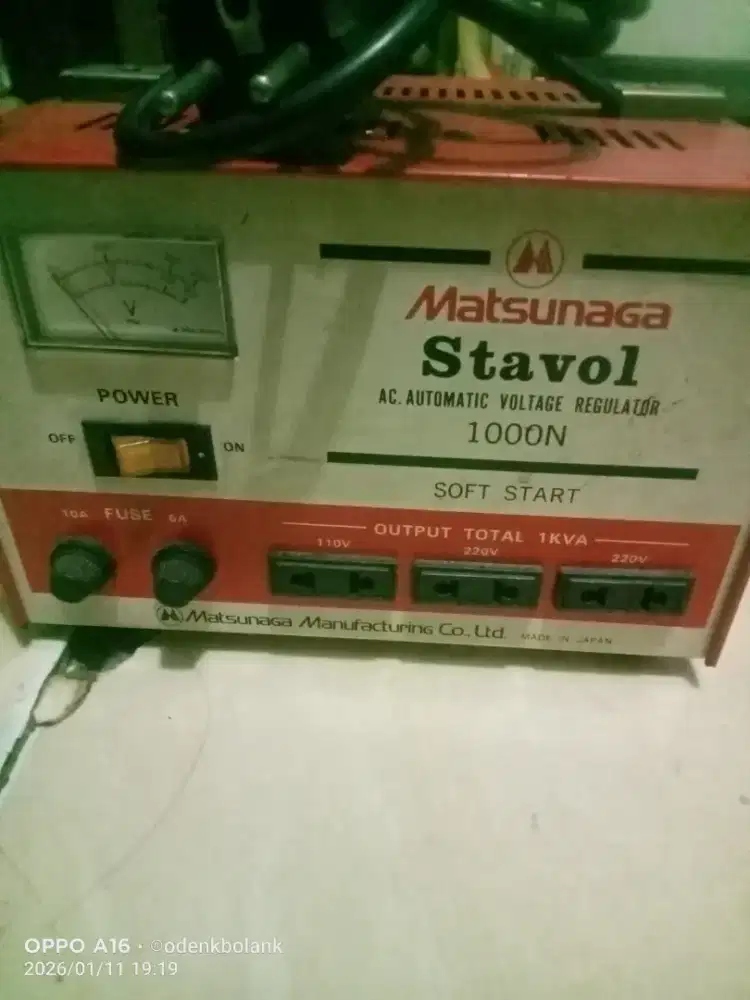 V
Matsunaga
Stavol
POWER
AC. AUTOMATIC VOLTAGE REGULATOR
OFF
ON
1000N
SOFT START
10A FUSE 6A
OUTPUT TOTAL 1KVA
110V
220V
220V
Matsunaga Manufacturing Co., Ltd. MADE IN JAPAN
OPPO A16 · ©odenkbolank
2026/01/11 19:19